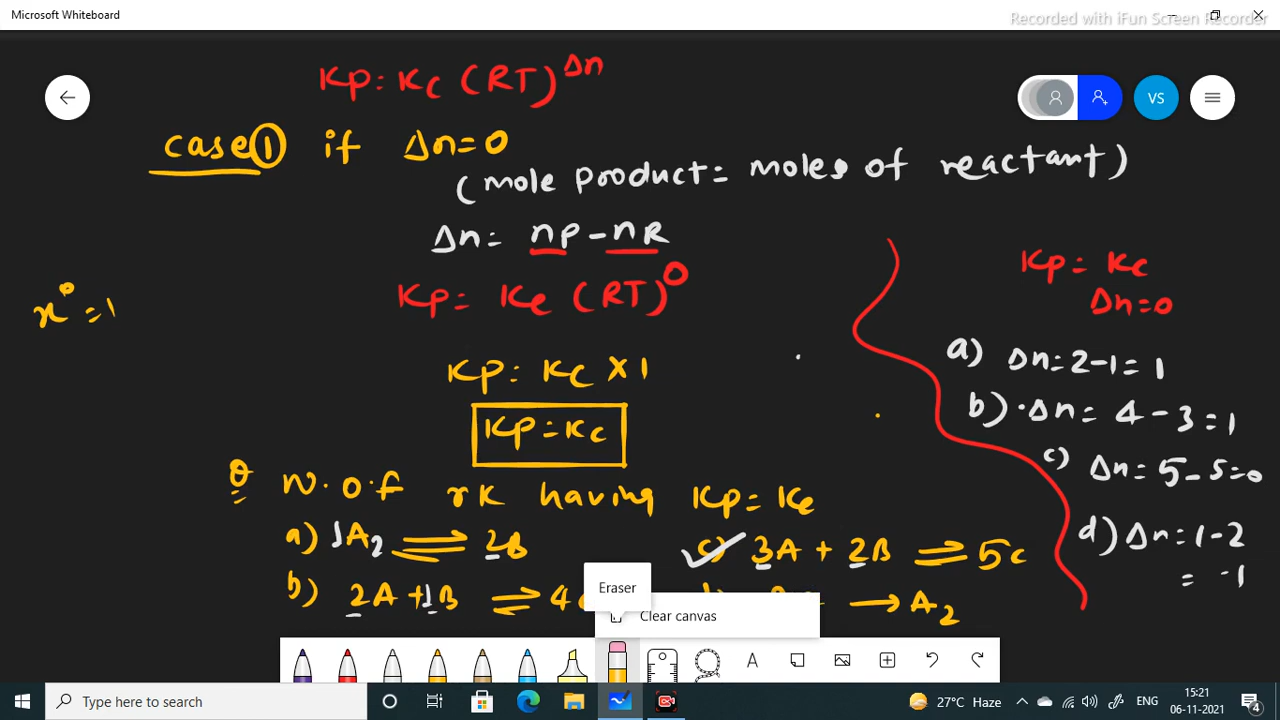 Microsoft Whiteboard
Recorded with iFun Screen Recorder
Kp = Kc (RT)^Δn
case ① if Δn=0
(mole product = moles of reactant)
Δn = nP - nR
Kp = Kc (RT)^0
x^0 = 1
Kp = Kc × 1
Kp = Kc
Q W.O.F rx having Kp = Kc
a) 1A2 ⇌ 2B
b) 2A + 1B ⇌ 4
c) 3A + 2B ⇌ 5C
→ A2
Kp = Kc
Δn=0
a) Δn = 2-1 = 1
b) Δn = 4 - 3 = 1
c) Δn = 5 - 5 = 0
d) Δn = 1-2
= -1
VS
Eraser
Clear canvas
A
Type here to search
27°C Haze
ENG
15:21
06-11-2021
4